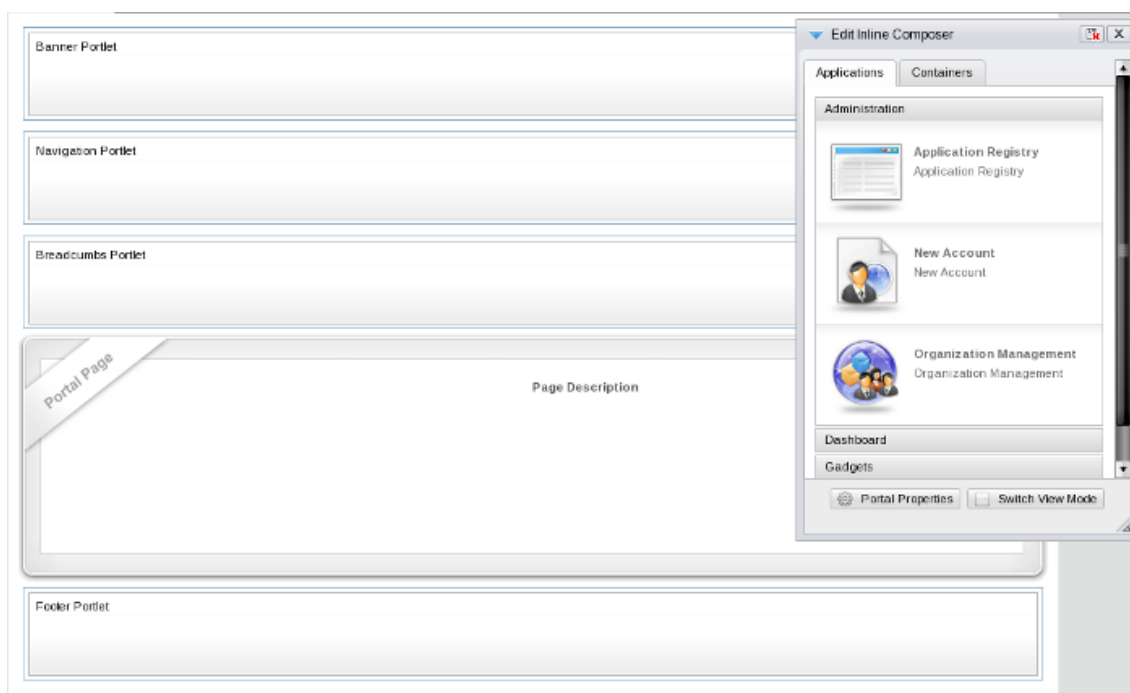 Banner Portlet
Navigation Portlet
Breadcumbs Portlet
Portal Page
Page Description
Footer Portlet
Edit Inline Composer
Applications Containers
Administration
Application Registry
Application Registry
New Account
New Account
Organization Management
Organization Management
Dashboard
Gadgets
Portal Properties Switch View Mode